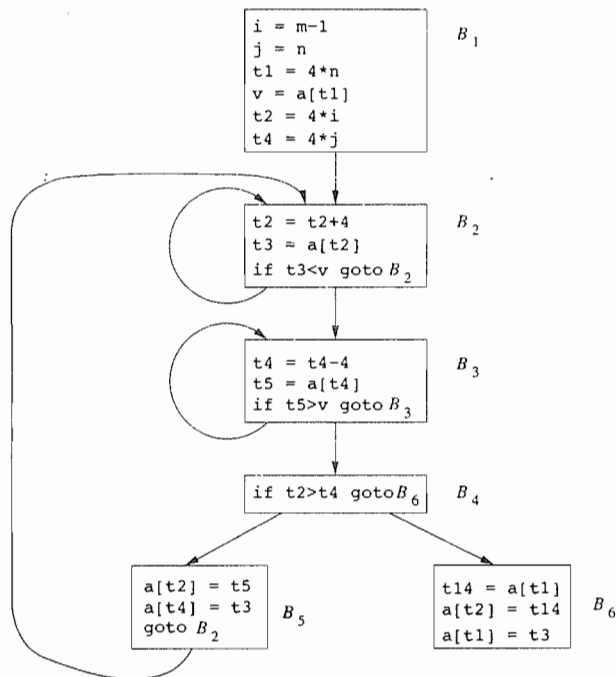 i = m-1
j = n
t1 = 4*n
v = a[t1]
t2 = 4*i
t4 = 4*j
B1
t2 = t2+4
t3 = a[t2]
if t3<v goto B2
B2
t4 = t4-4
t5 = a[t4]
if t5>v goto B3
B3
if t2>t4 goto B6
B4
a[t2] = t5
a[t4] = t3
goto B2
B5
t14 = a[t1]
a[t2] = t14
a[t1] = t3
B6